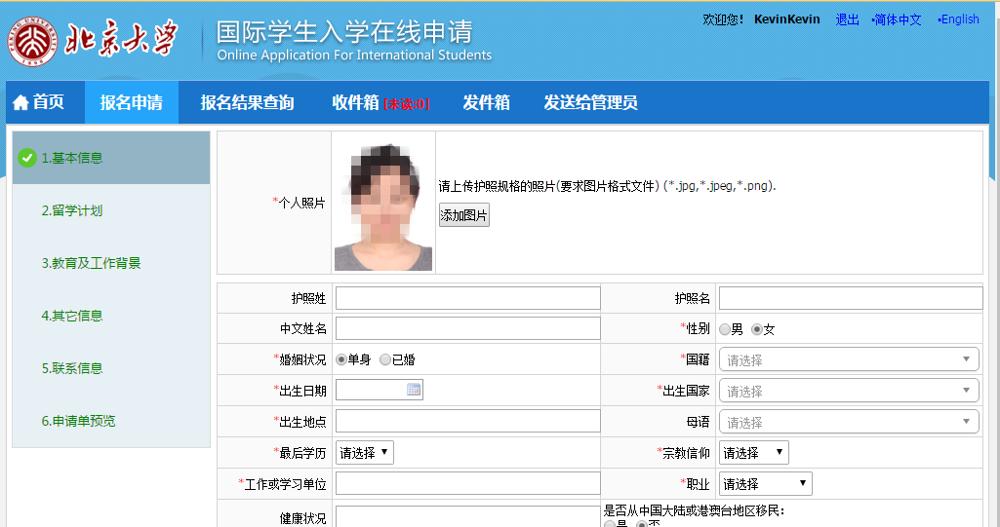 欢迎您! KevinKevin 退出 •简体中文 •English
北京大学 国际学生入学在线申请
PEKING UNIVERSITY
1898
Online Application For International Students
首页 报名申请 报名结果查询 收件箱 [未读:0] 发件箱 发送给管理员
1.基本信息
2.留学计划
3.教育及工作背景
4.其它信息
5.联系信息
6.申请单预览
*个人照片 请上传护照规格的照片(要求图片格式文件) (*.jpg,*.jpeg,*.png).
添加图片
护照姓 护照名
中文姓名 *性别 男 女
*婚姻状况 单身 已婚 *国籍 请选择
*出生日期 *出生国家 请选择
*出生地点 母语 请选择
*最后学历 请选择 *宗教信仰 请选择
*工作或学习单位 *职业 请选择
健康状况 是否从中国大陆或港澳台地区移民:
是 否